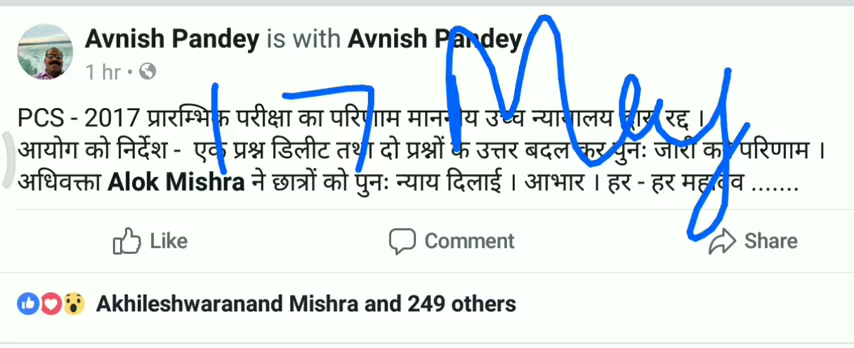 Avnish Pandey is with Avnish Pandey
1 hr
17 May
PCS - 2017 प्रारम्भिक परीक्षा का परिणाम माननीय उच्च न्यायालय द्वारा रद्द ।
आयोग को निर्देश - एक प्रश्न डिलीट तथा दो प्रश्नों के उत्तर बदल कर पुनः जारी करें परिणाम ।
अधिवक्ता Alok Mishra ने छात्रों को पुनः न्याय दिलाई । आभार । हर - हर महादेव .......
Like Comment Share
Akhileshwaranand Mishra and 249 others